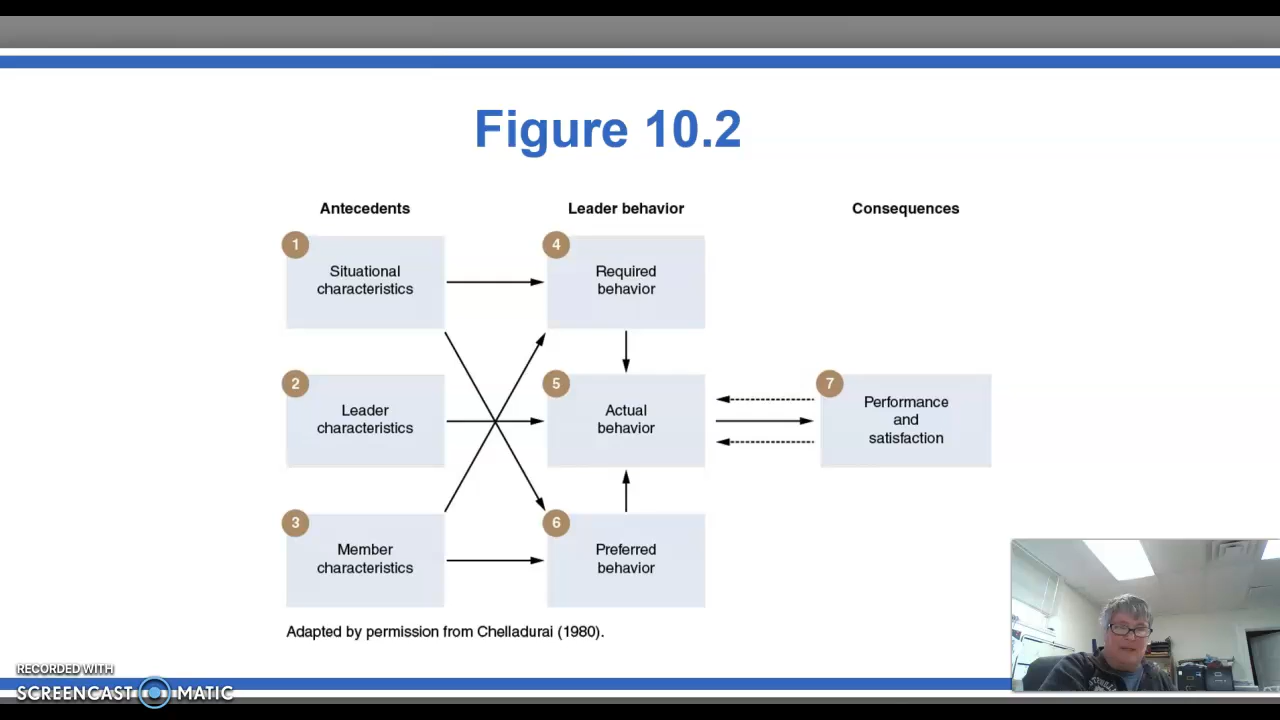 Figure 10.2
Antecedents
Leader behavior
Consequences
1
Situational
characteristics
4
Required
behavior
2
Leader
characteristics
5
Actual
behavior
7
Performance
and
satisfaction
3
Member
characteristics
6
Preferred
behavior
Adapted by permission from Chelladurai (1980).
RECORDED WITH
SCREENCAST MATIC